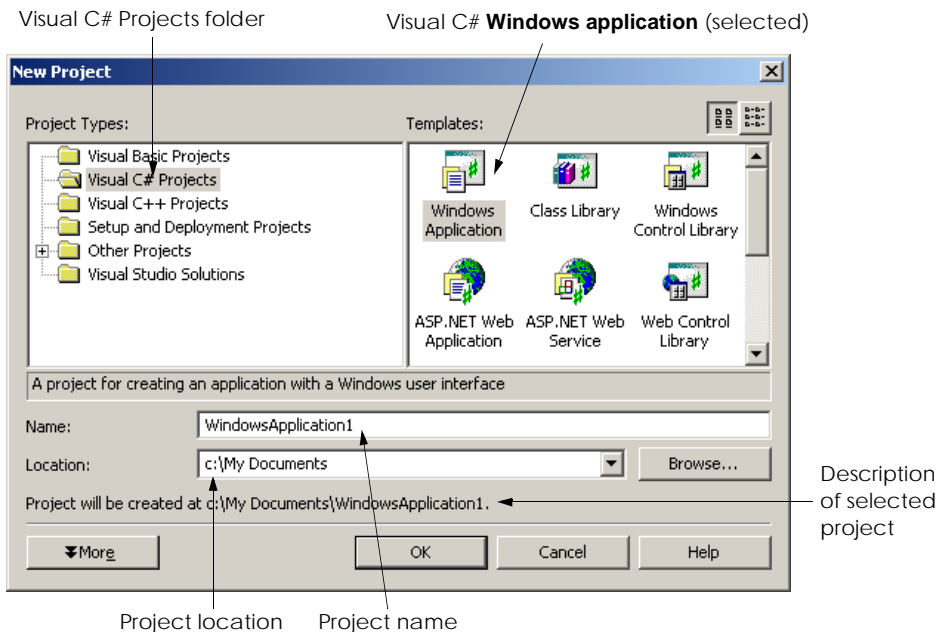 Visual C# Projects folder
Visual C# Windows application (selected)
New Project
Project Types:
Templates:
Visual Basic Projects
Visual C# Projects
Visual C++ Projects
Setup and Deployment Projects
Other Projects
Visual Studio Solutions
Windows Application
Class Library
Windows Control Library
ASP.NET Web Application
ASP.NET Web Service
Web Control Library
A project for creating an application with a Windows user interface
Name:
WindowsApplication1
Location:
c:\My Documents
Browse...
Project will be created at c:\My Documents\WindowsApplication1.
Description
of selected
project
More
OK
Cancel
Help
Project location
Project name